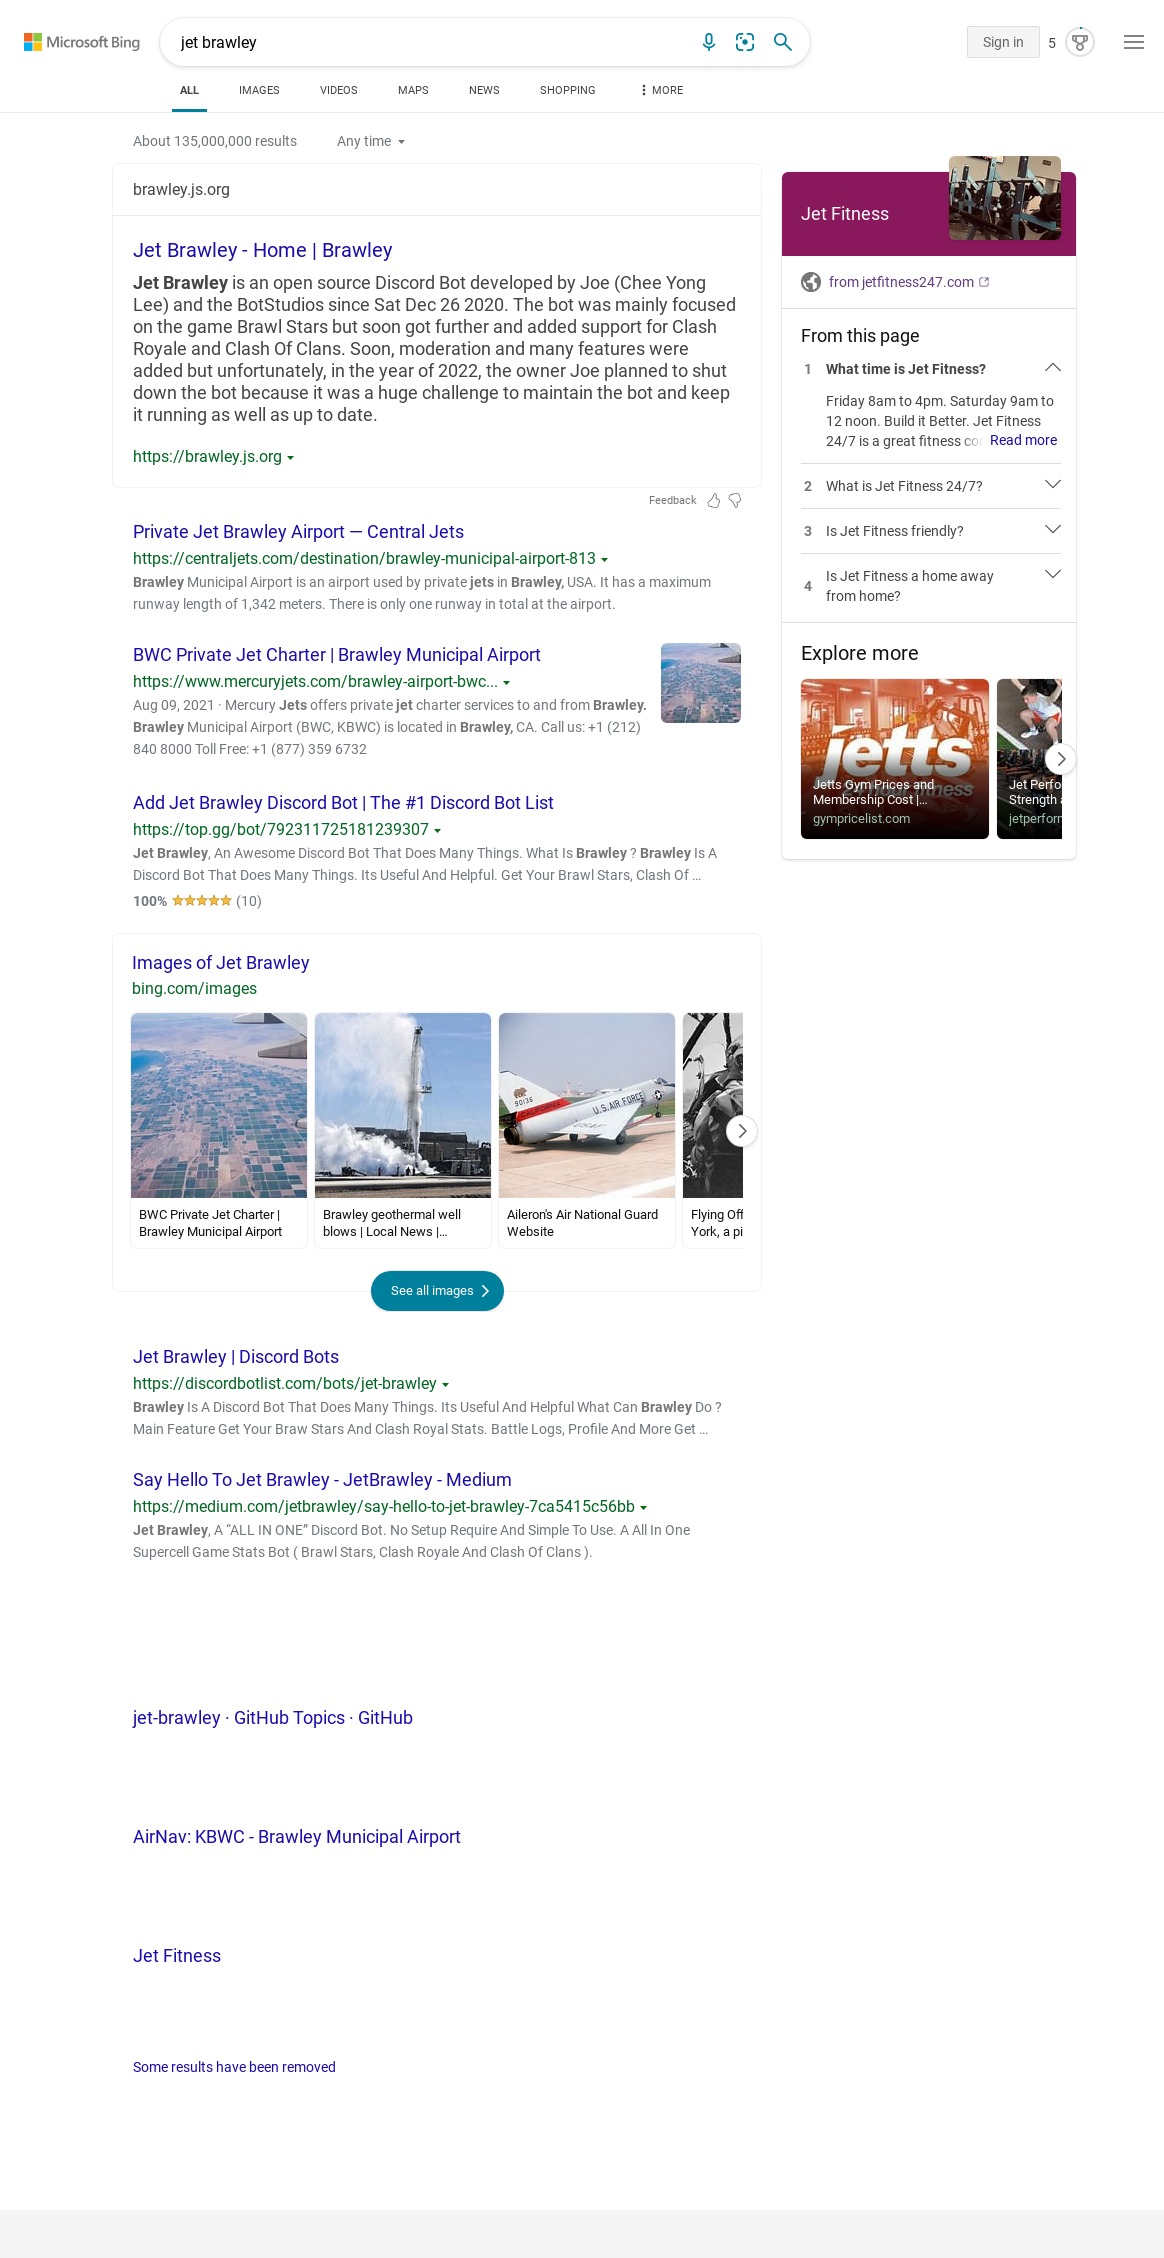 Microsoft Bing
jet brawley
Sign in
5
ALL
IMAGES
VIDEOS
MAPS
NEWS
SHOPPING
MORE
About 135,000,000 results
Any time
brawley.js.org
Jet Brawley - Home | Brawley
Jet Brawley is an open source Discord Bot developed by Joe (Chee Yong
Lee) and the BotStudios since Sat Dec 26 2020. The bot was mainly focused
on the game Brawl Stars but soon got further and added support for Clash
Royale and Clash Of Clans. Soon, moderation and many features were
added but unfortunately, in the year of 2022, the owner Joe planned to shut
down the bot because it was a huge challenge to maintain the bot and keep
it running as well as up to date.
https://brawley.js.org
Feedback
Private Jet Brawley Airport — Central Jets
https://centraljets.com/destination/brawley-municipal-airport-813
Brawley Municipal Airport is an airport used by private jets in Brawley, USA. It has a maximum
runway length of 1,342 meters. There is only one runway in total at the airport.
BWC Private Jet Charter | Brawley Municipal Airport
https://www.mercuryjets.com/brawley-airport-bwc...
Aug 09, 2021 · Mercury Jets offers private jet charter services to and from Brawley.
Brawley Municipal Airport (BWC, KBWC) is located in Brawley, CA. Call us: +1 (212)
840 8000 Toll Free: +1 (877) 359 6732
Add Jet Brawley Discord Bot | The #1 Discord Bot List
https://top.gg/bot/792311725181239307
Jet Brawley, An Awesome Discord Bot That Does Many Things. What Is Brawley ? Brawley Is A
Discord Bot That Does Many Things. Its Useful And Helpful. Get Your Brawl Stars, Clash Of ...
100% (10)
Images of Jet Brawley
bing.com/images
90136
CALIFORNIA
U.S. AIR FORCE
BWC Private Jet Charter |
Brawley Municipal Airport
Brawley geothermal well
blows | Local News |...
Aileron's Air National Guard
Website
Flying Off
York, a pi
See all images
Jet Brawley | Discord Bots
https://discordbotlist.com/bots/jet-brawley
Brawley Is A Discord Bot That Does Many Things. Its Useful And Helpful What Can Brawley Do ?
Main Feature Get Your Braw Stars And Clash Royal Stats. Battle Logs, Profile And More Get ...
Say Hello To Jet Brawley - JetBrawley - Medium
https://medium.com/jetbrawley/say-hello-to-jet-brawley-7ca5415c56bb
Jet Brawley, A “ALL IN ONE” Discord Bot. No Setup Require And Simple To Use. A All In One
Supercell Game Stats Bot ( Brawl Stars, Clash Royale And Clash Of Clans ).
jet-brawley · GitHub Topics · GitHub
AirNav: KBWC - Brawley Municipal Airport
Jet Fitness
Some results have been removed
Jet Fitness
from jetfitness247.com
From this page
1 What time is Jet Fitness?
Friday 8am to 4pm. Saturday 9am to
12 noon. Build it Better. Jet Fitness
24/7 is a great fitness co Read more
2 What is Jet Fitness 24/7?
3 Is Jet Fitness friendly?
4 Is Jet Fitness a home away
from home?
Explore more
jetts
24 hour fitness
Jetts Gym Prices and
Membership Cost |...
gympricelist.com
Jet Perfo
Strength a
jetperforn